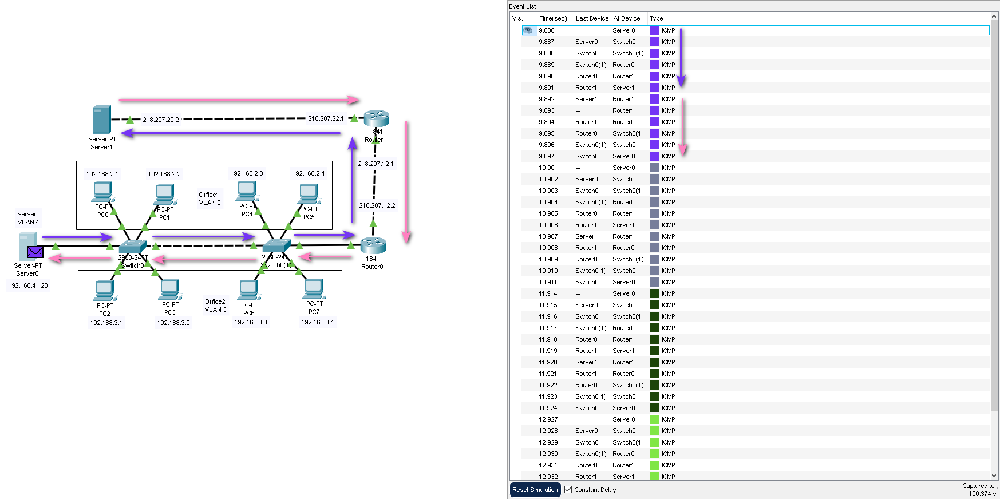 218.207.22.2
218.207.22.1
Server-PT
Server1
1841
Router1
218.207.12.1
192.168.2.1
192.168.2.2
192.168.2.3
192.168.2.4
Office1
VLAN 2
PC-PT
PC0
PC-PT
PC1
PC-PT
PC4
PC-PT
PC5
218.207.12.2
Server
VLAN 4
2950-24TT
Switch0
2950-24TT
Switch0(1)
1841
Router0
Server-PT
Server0
192.168.4.120
Office2
VLAN 3
PC-PT
PC2
PC-PT
PC3
PC-PT
PC6
PC-PT
PC7
192.168.3.1
192.168.3.2
192.168.3.3
192.168.3.4
Event List
Vis. Time(sec) Last Device At Device Type
9.886 -- Server0 ICMP
9.887 Server0 Switch0 ICMP
9.888 Switch0 Switch0(1) ICMP
9.889 Switch0(1) Router0 ICMP
9.890 Router0 Router1 ICMP
9.891 Router1 Server1 ICMP
9.892 Server1 Router1 ICMP
9.893 -- Router1 ICMP
9.894 Router1 Router0 ICMP
9.895 Router0 Switch0(1) ICMP
9.896 Switch0(1) Switch0 ICMP
9.897 Switch0 Server0 ICMP
10.901 -- Server0 ICMP
10.902 Server0 Switch0 ICMP
10.903 Switch0 Switch0(1) ICMP
10.904 Switch0(1) Router0 ICMP
10.905 Router0 Router1 ICMP
10.906 Router1 Server1 ICMP
10.907 Server1 Router1 ICMP
10.908 Router1 Router0 ICMP
10.909 Router0 Switch0(1) ICMP
10.910 Switch0(1) Switch0 ICMP
10.911 Switch0 Server0 ICMP
11.914 -- Server0 ICMP
11.915 Server0 Switch0 ICMP
11.916 Switch0 Switch0(1) ICMP
11.917 Switch0(1) Router0 ICMP
11.918 Router0 Router1 ICMP
11.919 Router1 Server1 ICMP
11.920 Server1 Router1 ICMP
11.921 Router1 Router0 ICMP
11.922 Router0 Switch0(1) ICMP
11.923 Switch0(1) Switch0 ICMP
11.924 Switch0 Server0 ICMP
12.927 -- Server0 ICMP
12.928 Server0 Switch0 ICMP
12.929 Switch0 Switch0(1) ICMP
12.930 Switch0(1) Router0 ICMP
12.931 Router0 Router1 ICMP
12.932 Router1 Server1 ICMP
Reset Simulation Constant Delay
Captured to:
190.374 s